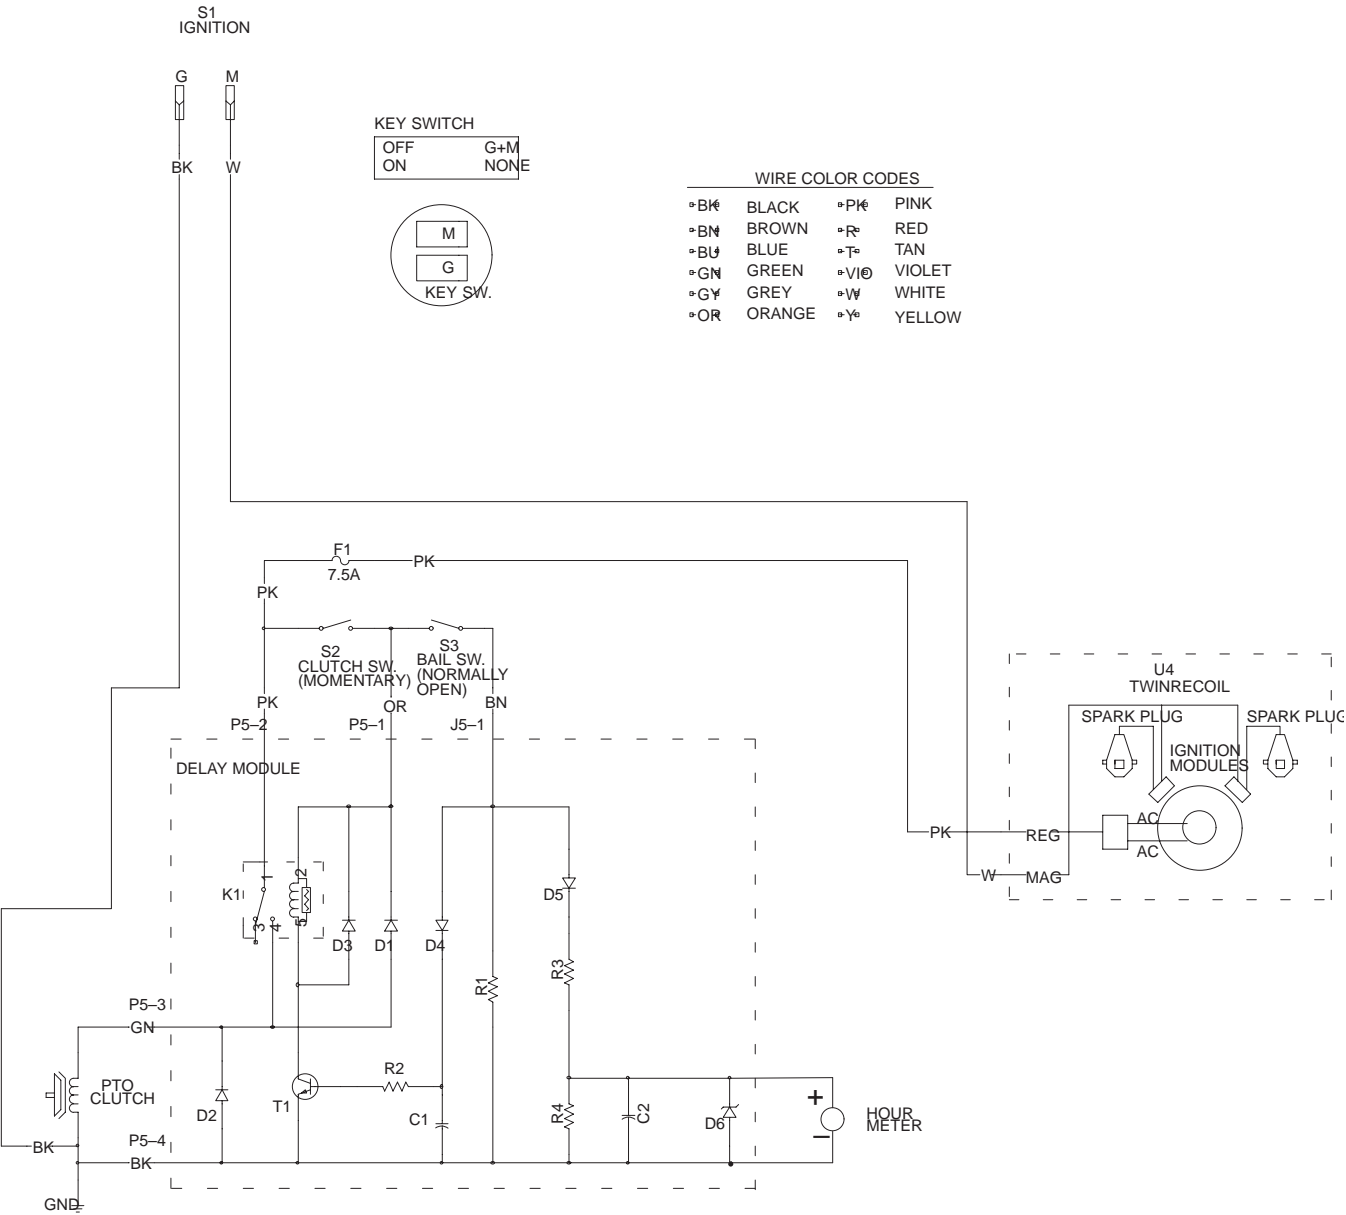 S1
IGNITION
G M
BK W
KEY SWITCH
OFF G+M
ON NONE
M
G
KEY SW.
WIRE COLOR CODES
BK BLACK PK PINK
BN BROWN R RED
BU BLUE T TAN
GN GREEN VIO VIOLET
GY GREY W WHITE
OR ORANGE Y YELLOW
F1
7.5A
PK
PK
S2
CLUTCH SW.
(MOMENTARY)
S3
BAIL SW.
(NORMALLY
OPEN)
PK OR BN
P5–2 P5–1 J5–1
DELAY MODULE
U4
TWINRECOIL
SPARK PLUG SPARK PLUG
IGNITION
MODULES
AC
AC
PK REG
W MAG
K1
1
2
3
4
5
D3 D1 D4
D5
R1
R3
P5–3
GN
PTO
CLUTCH
D2
T1
R2
C1
R4
C2
D6
+
–
HOUR
METER
BK
P5–4
BK
GND